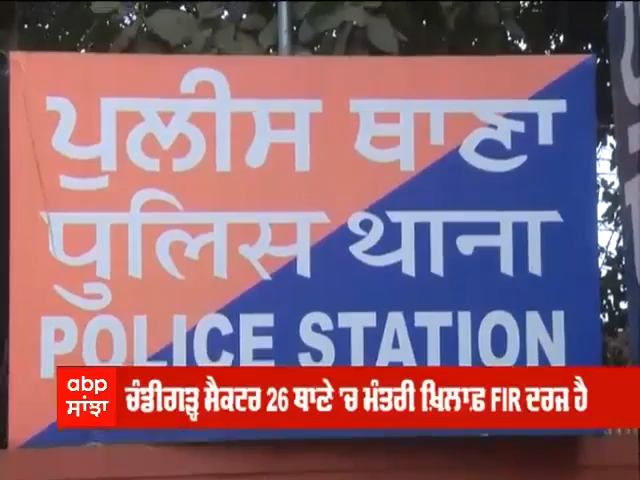 ਪੁਲੀਸ ਥਾਣਾ
पुलिस थाना
POLICE STATION
abp ਸਾਂਝਾ
ਚੰਡੀਗੜ੍ਹ ਸੈਕਟਰ 26 ਥਾਣੇ 'ਚ ਮੰਤਰੀ ਖ਼ਿਲਾਫ਼ FIR ਦਰਜ ਹੈ